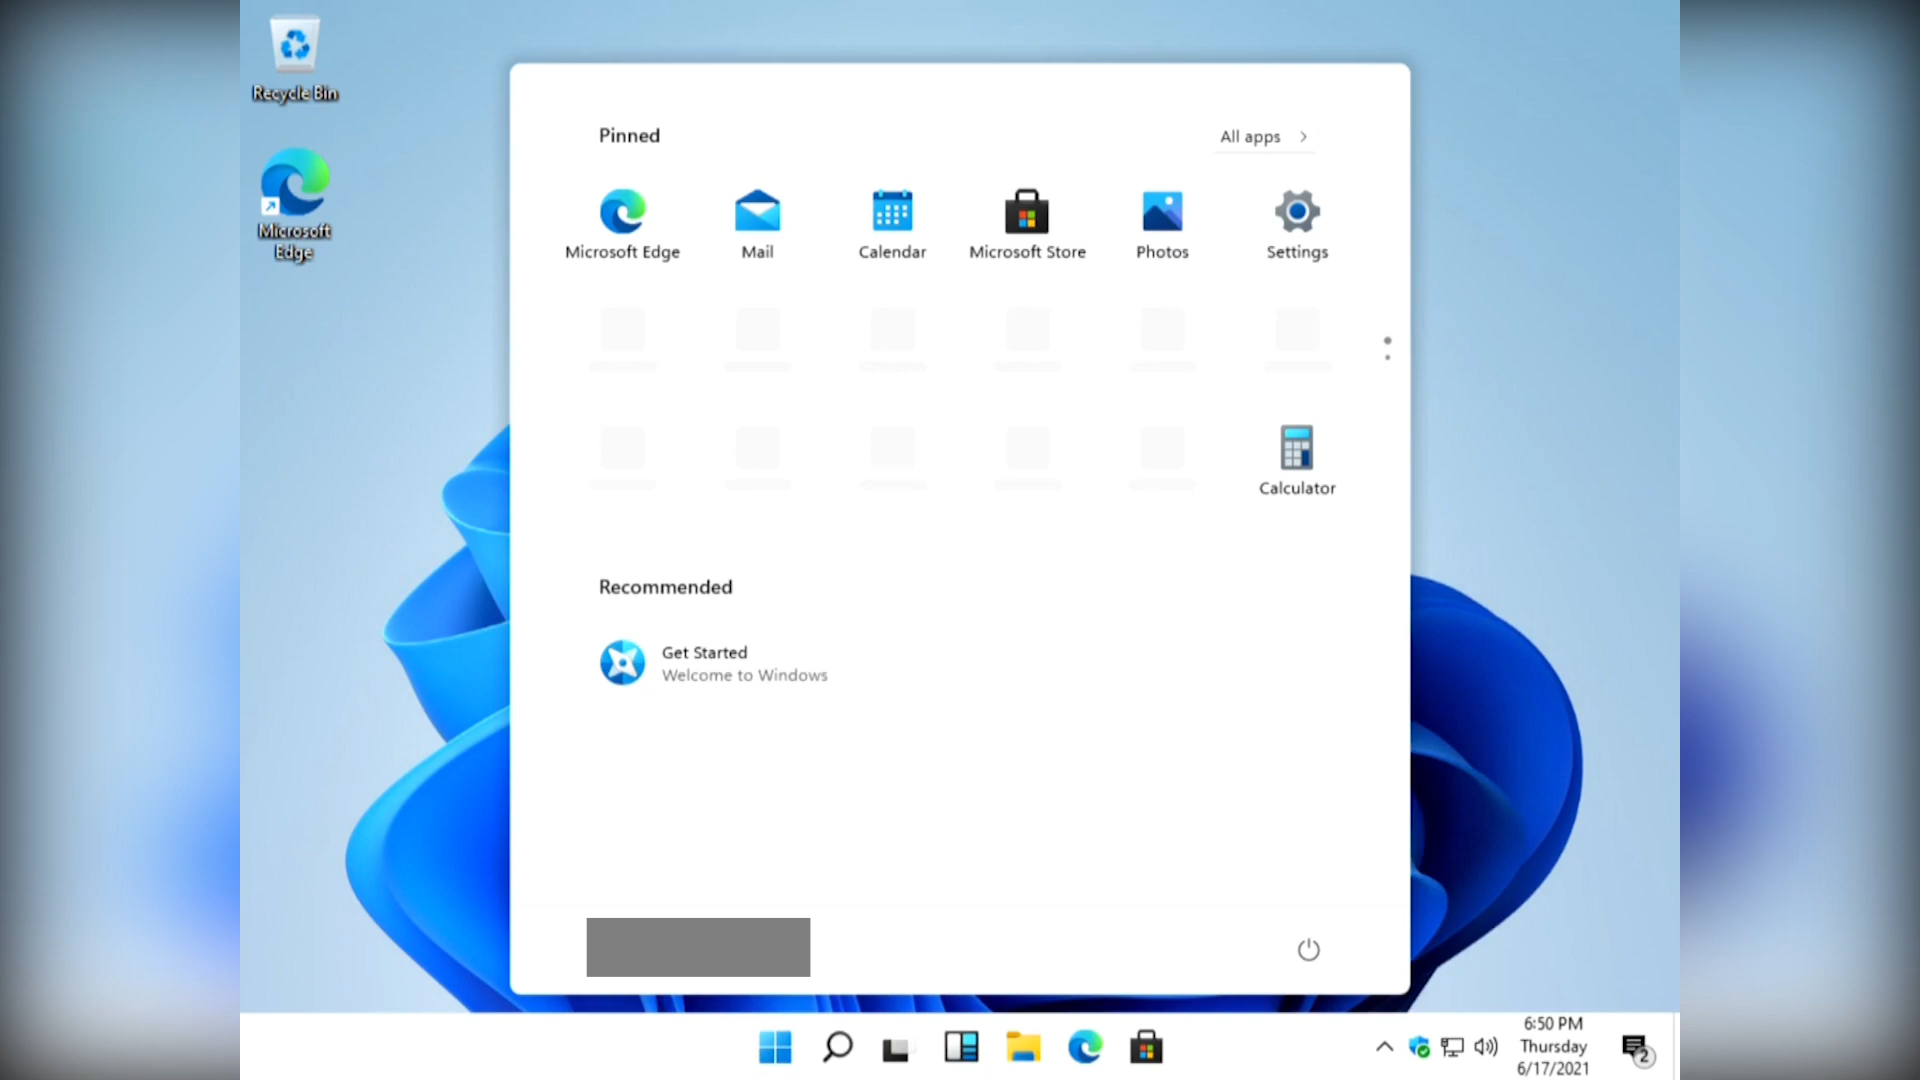 Recycle Bin
Microsoft
Edge
Pinned
All apps
Microsoft Edge
Mail
Calendar
Microsoft Store
Photos
Settings
Calculator
Recommended
Get Started
Welcome to Windows
6:50 PM
Thursday
6/17/2021
2